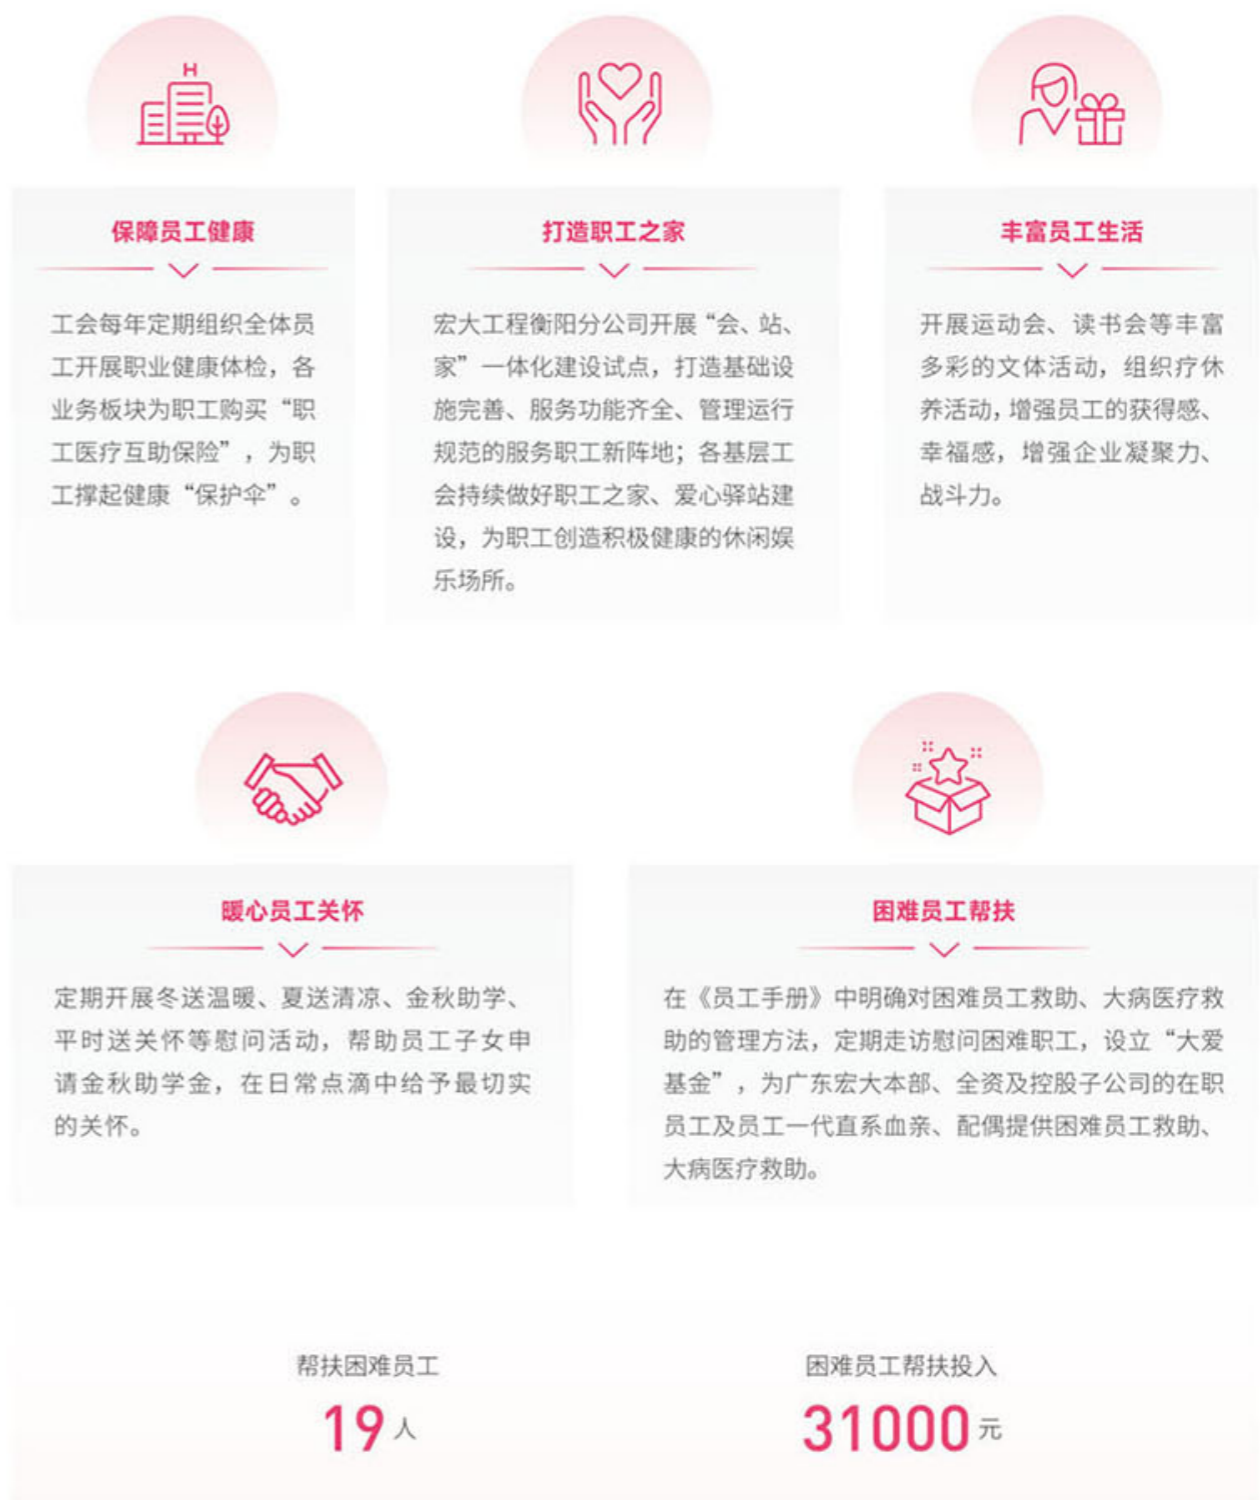 H
保障员工健康
工会每年定期组织全体员
工开展职业健康体检，各
业务板块为职工购买“职
工医疗互助保险”，为职
工撑起健康“保护伞”。
打造职工之家
宏大工程衡阳分公司开展“会、站、
家”一体化建设试点，打造基础设
施完善、服务功能齐全、管理运行
规范的服务职工新阵地；各基层工
会持续做好职工之家、爱心驿站建
设，为职工创造积极健康的休闲娱
乐场所。
丰富员工生活
开展运动会、读书会等丰富
多彩的文体活动，组织疗休
养活动，增强员工的获得感、
幸福感，增强企业凝聚力、
战斗力。
暖心员工关怀
定期开展冬送温暖、夏送清凉、金秋助学、
平时送关怀等慰问活动，帮助员工子女申
请金秋助学金，在日常点滴中给予最切实
的关怀。
困难员工帮扶
在《员工手册》中明确对困难员工救助、大病医疗救
助的管理方法，定期走访慰问困难职工，设立“大爱
基金”，为广东宏大本部、全资及控股子公司的在职
员工及员工一代直系血亲、配偶提供困难员工救助、
大病医疗救助。
帮扶困难员工
19人
困难员工帮扶投入
31000元